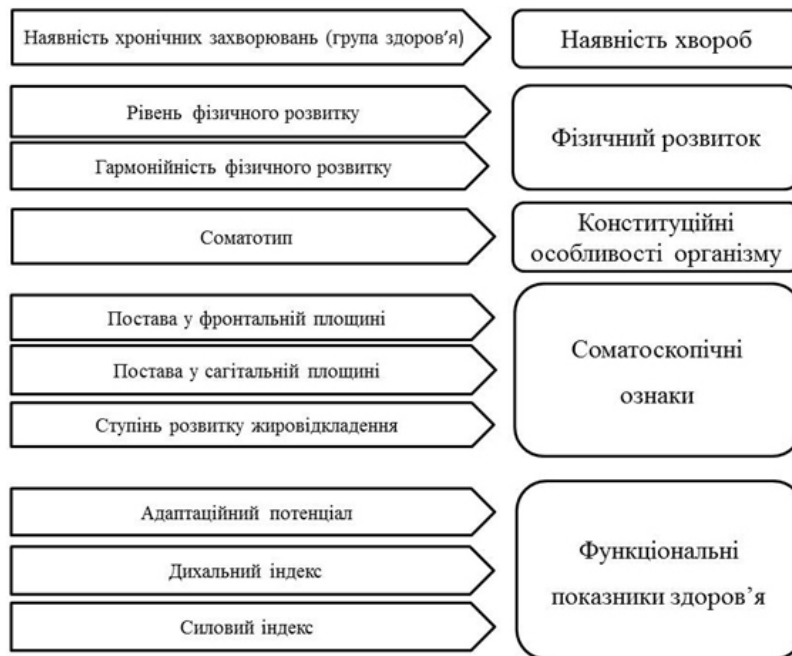 Наявність хронічних захворювань (група здоров'я)
Наявність хвороб
Рівень фізичного розвитку
Гармонійність фізичного розвитку
Фізичний розвиток
Соматотип
Конституційні
особливості організму
Постава у фронтальній площині
Постава у сагітальній площині
Ступінь розвитку жировідкладення
Соматоскопічні
ознаки
Адаптаційний потенціал
Дихальний індекс
Силовий індекс
Функціональні
показники здоров’я